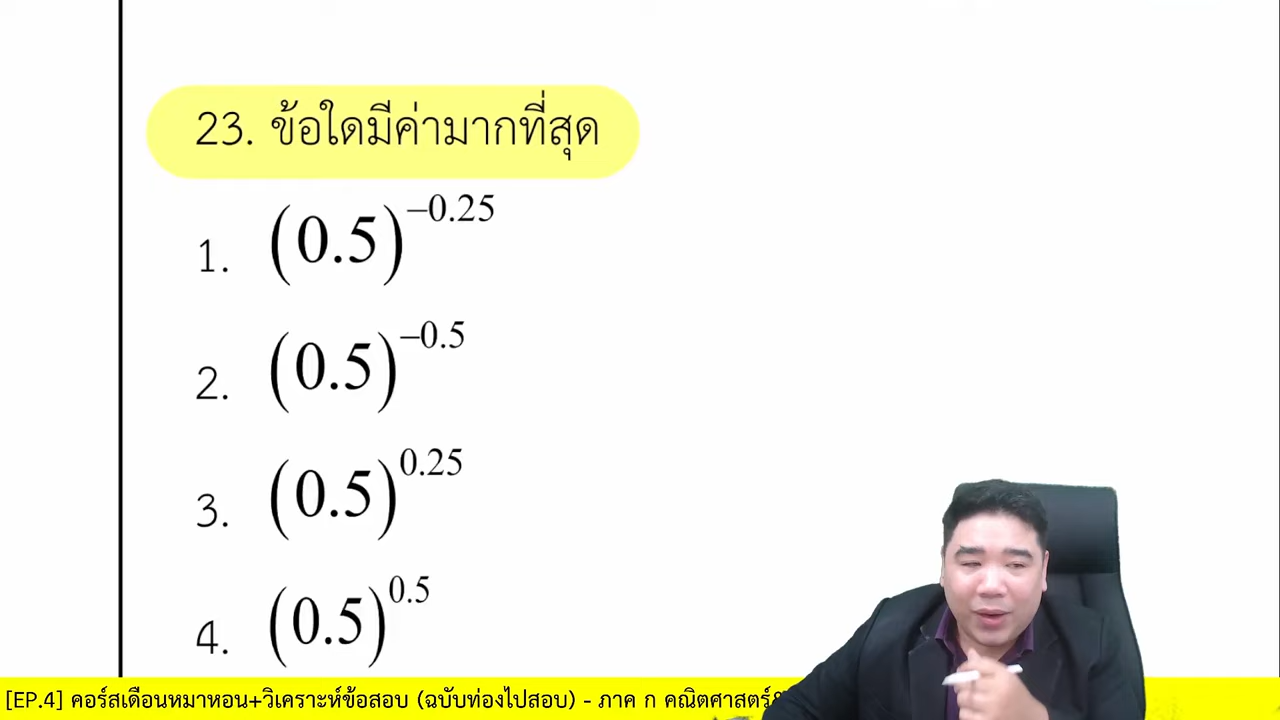 23. ข้อใดมีค่ามากที่สุด
1. (0.5)^{-0.25}
2. (0.5)^{-0.5}
3. (0.5)^{0.25}
4. (0.5)^{0.5}
[EP.4] คอร์สเดือนหมาหอน+วิเคราะห์ข้อสอบ (ฉบับท่องไปสอบ) - ภาค ก คณิตศาสตร์